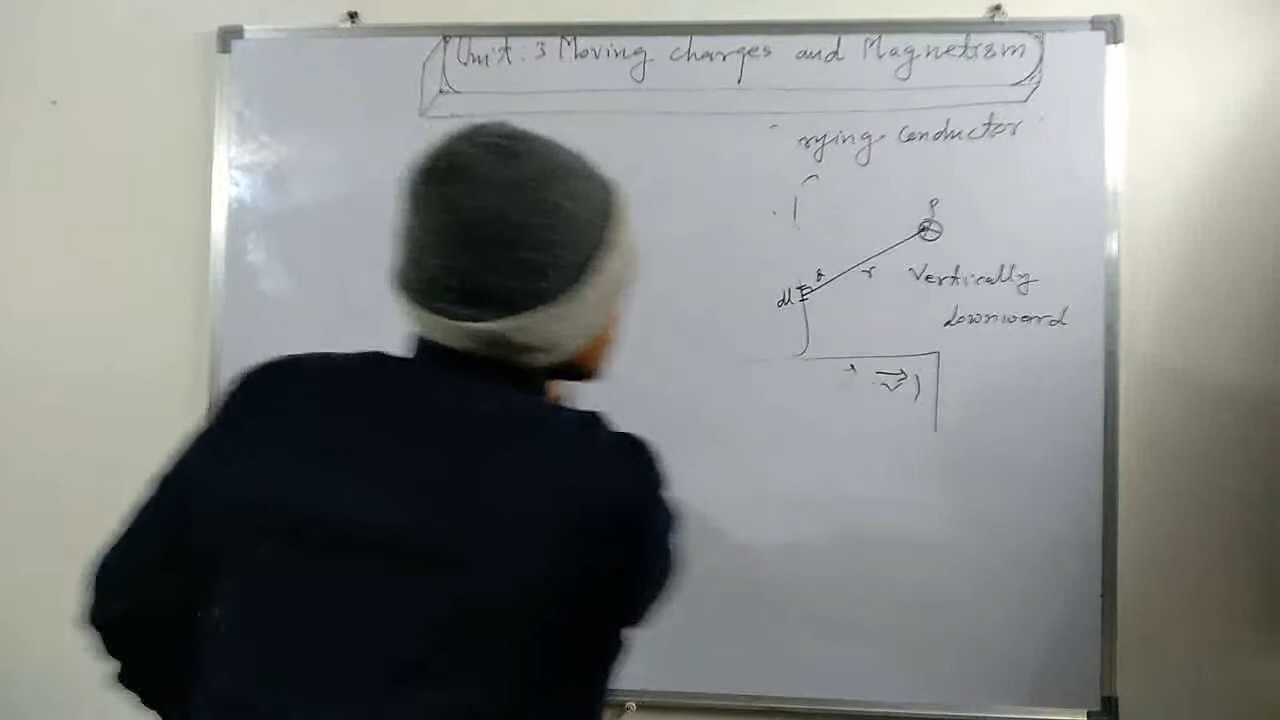 Unit: 3 Moving charges and Magnetism
rying conductor
P
r
dl
Vertically
downward